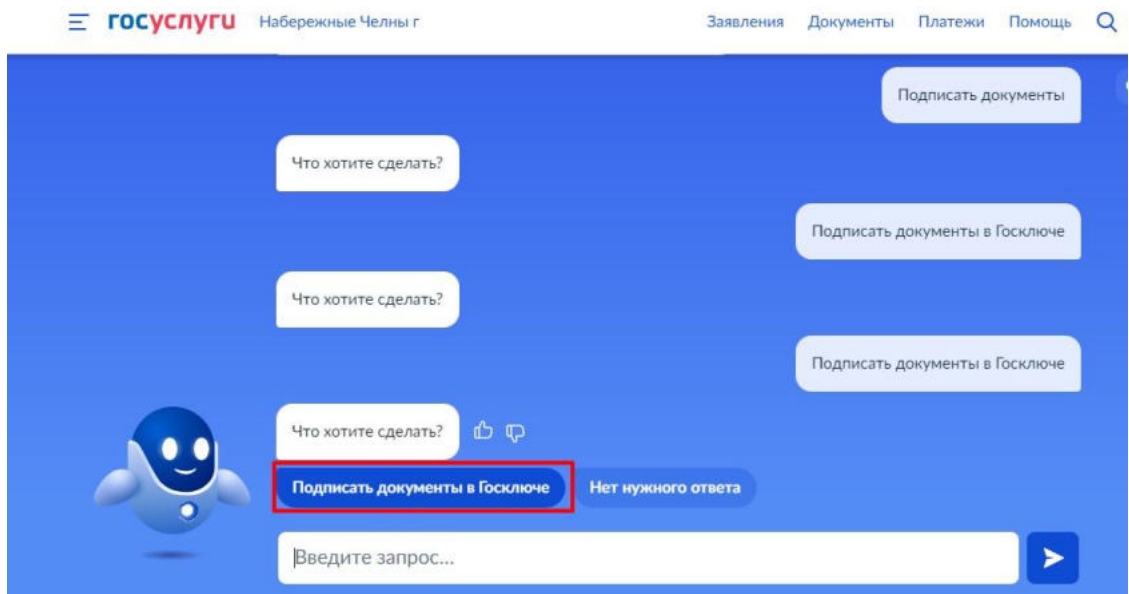 госуслуги Набережные Челны г Заявления Документы Платежи Помощь
Подписать документы
Что хотите сделать?
Подписать документы в Госключе
Что хотите сделать?
Подписать документы в Госключе
Что хотите сделать?
Подписать документы в Госключе Нет нужного ответа
Введите запрос...